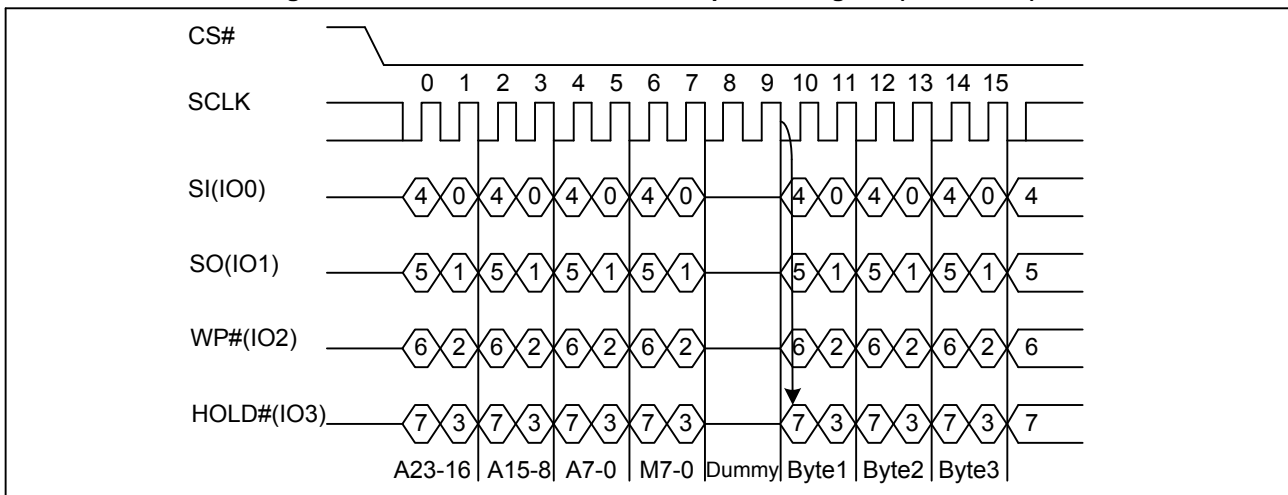 CS#
0 1 2 3 4 5 6 7 8 9 10 11 12 13 14 15
SCLK
SI(IO0) 4 0 4 0 4 0 4 0 4 0 4 0 4 0 4
SO(IO1) 5 1 5 1 5 1 5 1 5 1 5 1 5 1 5
WP#(IO2) 6 2 6 2 6 2 6 2 6 2 6 2 6 2 6
HOLD#(IO3) 7 3 7 3 7 3 7 3 7 3 7 3 7 3 7
A23-16 A15-8 A7-0 M7-0 Dummy Byte1 Byte2 Byte3